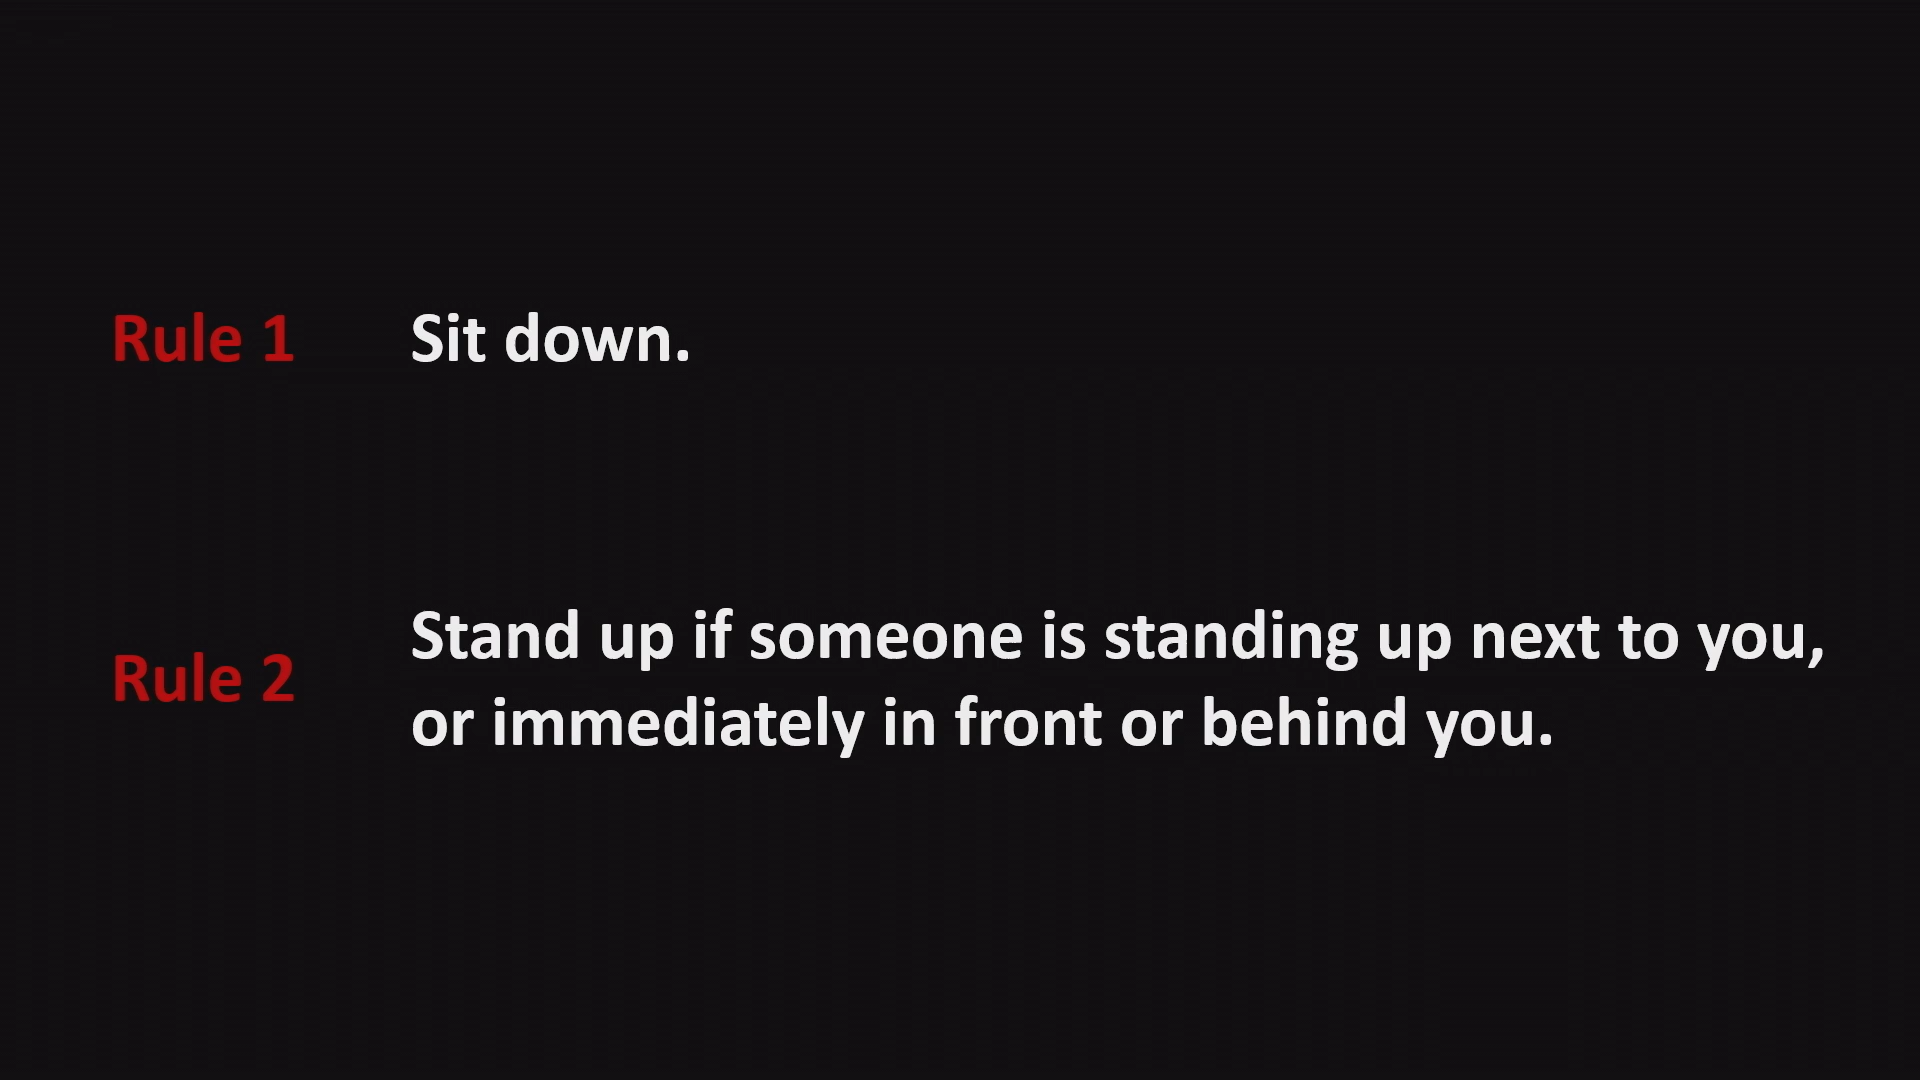 Rule 1 Sit down.
Rule 2 Stand up if someone is standing up next to you,
or immediately in front or behind you.